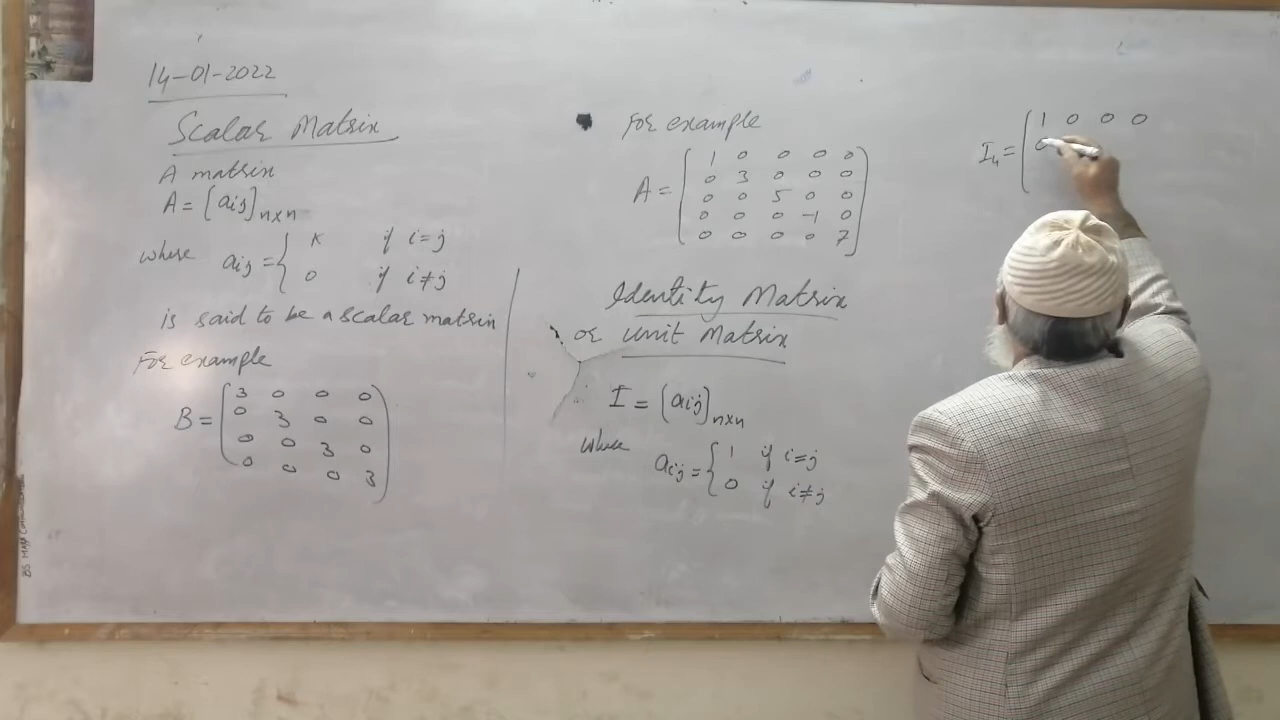 14-01-2022
Scalar Matrix
A matrix
A = [aij]n×n
where aij = { K if i=j
0 if i≠j
is said to be a scalar matrix
For example
B = ( 3 0 0 0
0 3 0 0
0 0 3 0
0 0 0 3 )
For example
A = ( 1 0 0 0 0
0 3 0 0 0
0 0 5 0 0
0 0 0 -1 0
0 0 0 0 7 )
Identity Matrix
or unit Matrix
I = [aij]n×n
where
aij = { 1 if i=j
0 if i≠j
I4 = ( 1 0 0 0
0